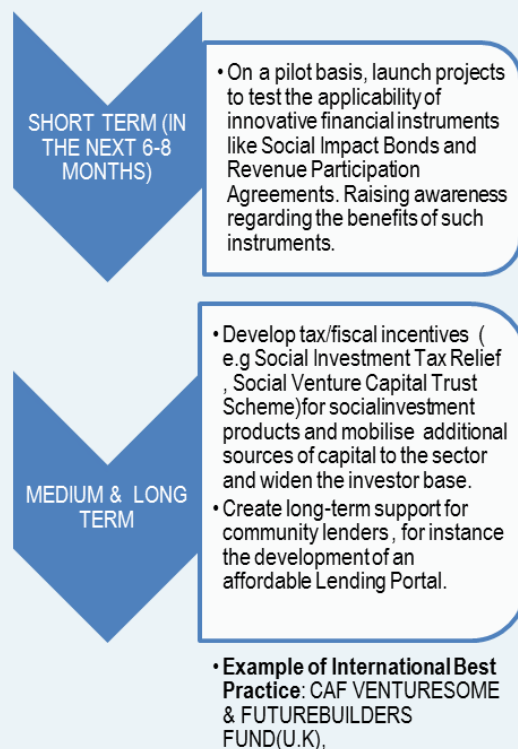 SHORT TERM (IN
THE NEXT 6-8
MONTHS)
• On a pilot basis, launch projects
to test the applicability of
innovative financial instruments
like Social Impact Bonds and
Revenue Participation
Agreements. Raising awareness
regarding the benefits of such
instruments.
MEDIUM & LONG
TERM
• Develop tax/fiscal incentives (
e.g Social Investment Tax Relief
, Social Venture Capital Trust
Scheme)for socialinvestment
products and mobilise additional
sources of capital to the sector
and widen the investor base.
• Create long-term support for
community lenders , for instance
the development of an
affordable Lending Portal.
• Example of International Best
Practice: CAF VENTURESOME
& FUTUREBUILDERS
FUND(U.K),